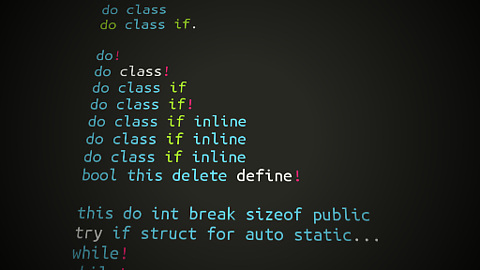 do class
do class if.
do!
do class!
do class if
do class if!
do class if inline
do class if inline
do class if inline
bool this delete define!
this do int break sizeof public
try if struct for auto static...
while!
while!